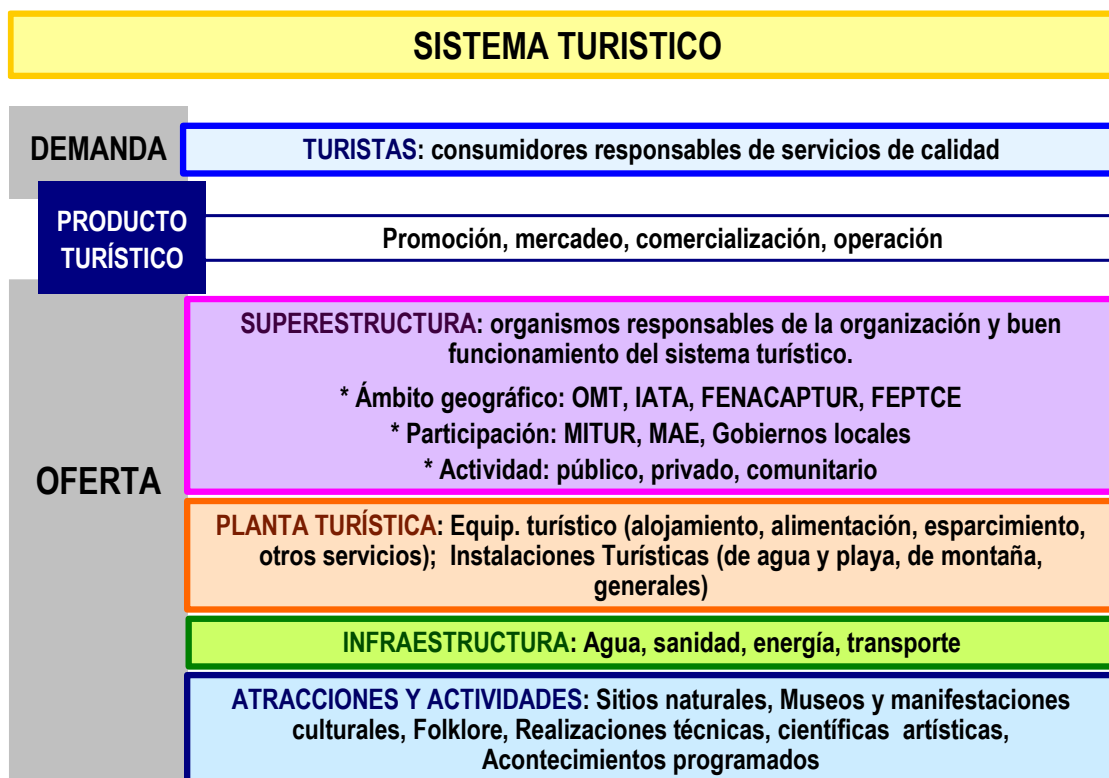 SISTEMA TURISTICO
DEMANDA
TURISTAS: consumidores responsables de servicios de calidad
PRODUCTO
TURÍSTICO
Promoción, mercadeo, comercialización, operación
OFERTA
SUPERESTRUCTURA: organismos responsables de la organización y buen
funcionamiento del sistema turístico.
* Ámbito geográfico: OMT, IATA, FENACAPTUR, FEPTCE
* Participación: MITUR, MAE, Gobiernos locales
* Actividad: público, privado, comunitario
PLANTA TURÍSTICA: Equip. turístico (alojamiento, alimentación, esparcimiento,
otros servicios); Instalaciones Turísticas (de agua y playa, de montaña,
generales)
INFRAESTRUCTURA: Agua, sanidad, energía, transporte
ATRACCIONES Y ACTIVIDADES: Sitios naturales, Museos y manifestaciones
culturales, Folklore, Realizaciones técnicas, científicas artísticas,
Acontecimientos programados